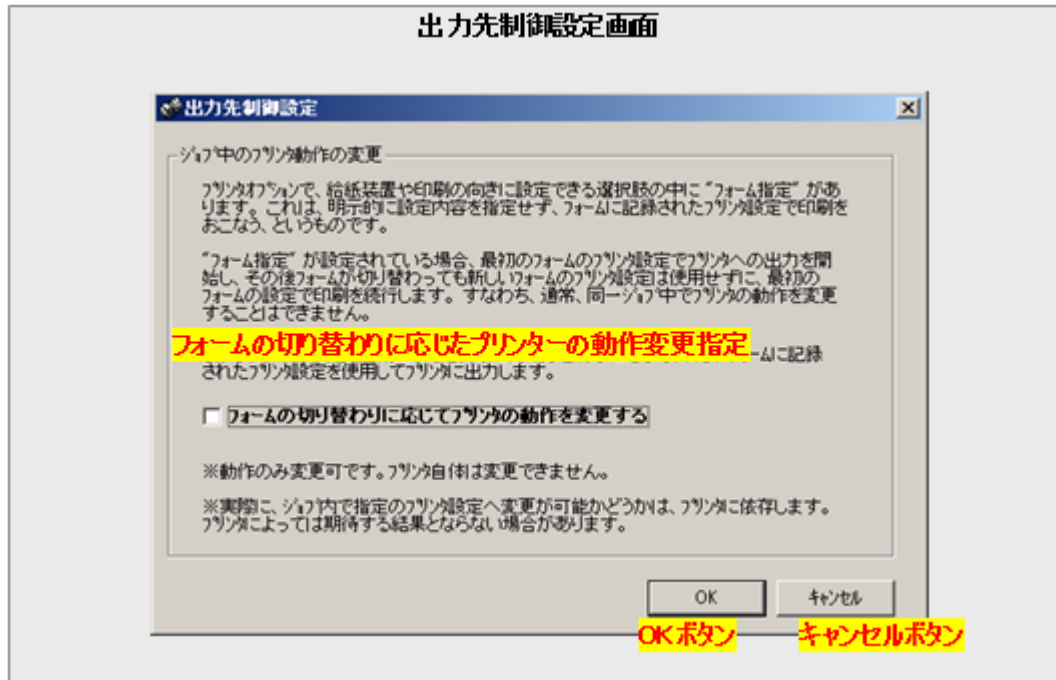 出力先制御設定画面
出力先制御設定
ジョブ中のプリンタ動作の変更
プリンタオプションで、給紙装置や印刷の向きに設定できる選択肢の中に “フォーム指定” があ
ります。これは、明示的に設定内容を指定せず、フォームに記録されたプリンタ設定で印刷を
おこなう、というものです。
“フォーム指定” が設定されている場合、最初のフォームのプリンタ設定でプリンタへの出力を開
始し、その後フォームが切り替わっても新しいフォームのプリンタ設定は使用せずに、最初の
フォームの設定で印刷を続行します。すなわち、通常、同一ジョブ中でプリンタの動作を変更
することはできません。
フォームの切り替わりに応じたプリンターの動作変更指定
ームに記録
されたプリンタ設定を使用してプリンタに出力します。
フォームの切り替わりに応じてプリンタの動作を変更する
※動作のみ変更可です。プリンタ自体は変更できません。
※実際に、ジョブ内で指定のプリンタ設定へ変更が可能かどうかは、プリンタに依存します。
プリンタによっては期待する結果とならない場合があります。
OK キャンセル
OKボタン キャンセルボタン